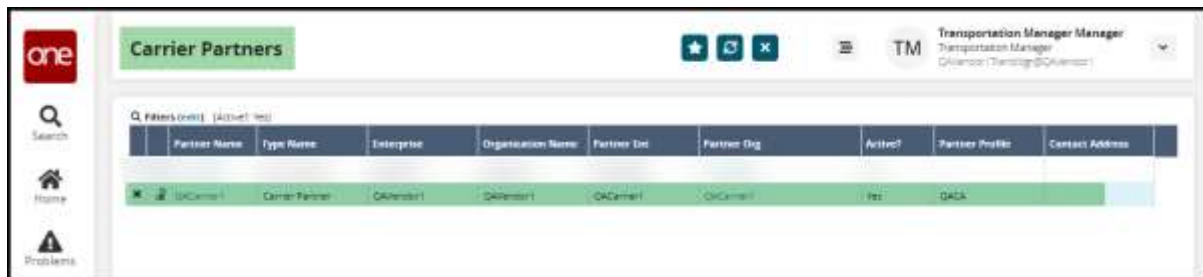 one
Carrier Partners
TM
Transportation Manager Manager
Transportation Manager
Search
Home
Problems
Filters (edit) (Active?: Yes)
Partner Name Type Name Enterprise Organization Name Partner Ent Partner Org Active? Partner Profile Contact Address
QACarrier1 Carrier Partner QAVendor1 QAVendor1 QACarrier1 QACarrier1 Yes QACA